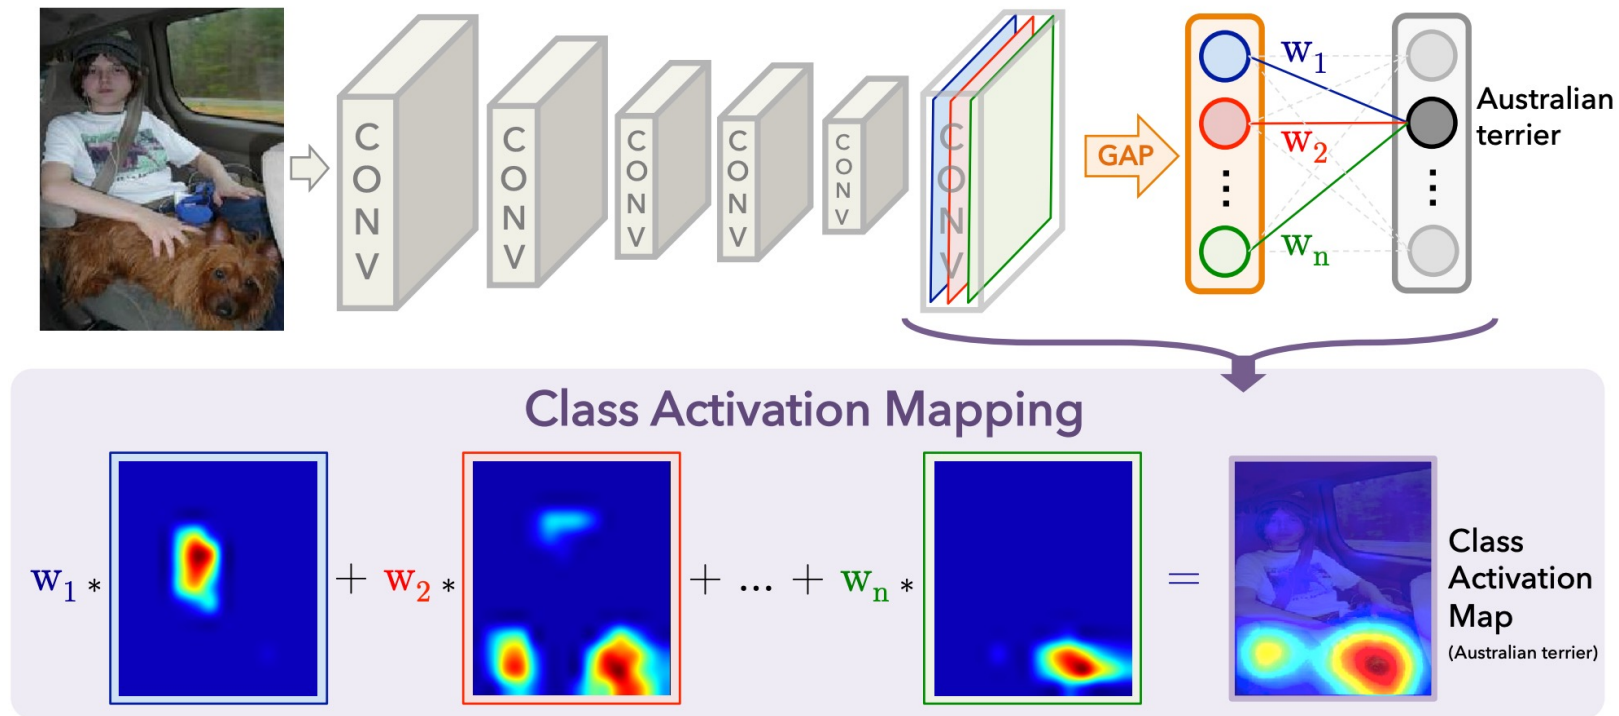 CONV
CONV
CONV
CONV
CONV
CONV
GAP
w1
w2
⋮
wn
⋮
Australian
terrier
Class Activation Mapping
w1 * + w2 * + ... + wn * =
Class
Activation
Map
(Australian terrier)